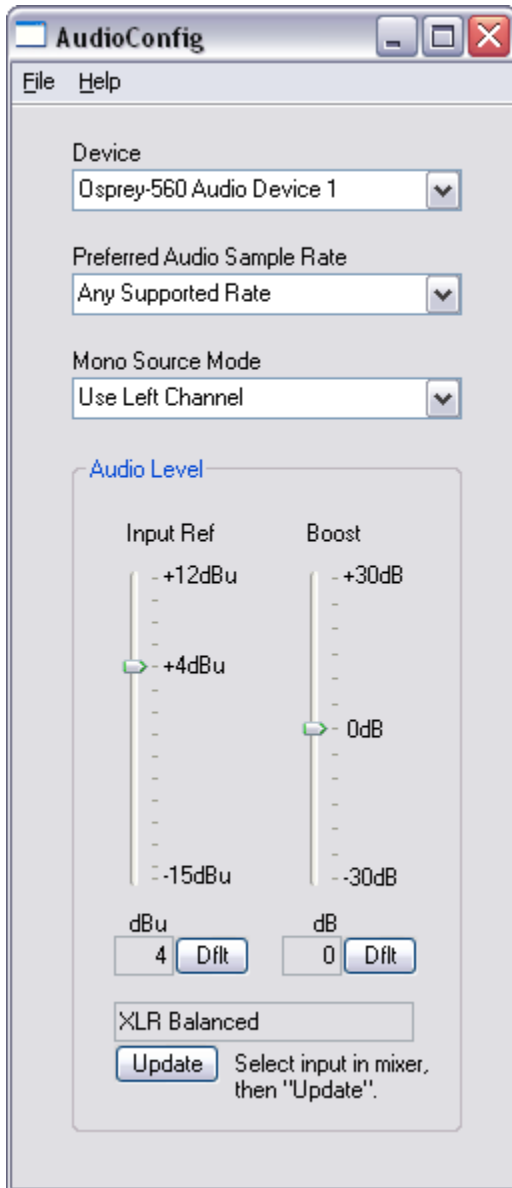 AudioConfig
File Help
Device
Osprey-560 Audio Device 1
Preferred Audio Sample Rate
Any Supported Rate
Mono Source Mode
Use Left Channel
Audio Level
Input Ref Boost
+12dBu +30dB
+4dBu
0dB
-15dBu -30dB
dBu dB
4 Dflt 0 Dflt
XLR Balanced
Update Select input in mixer,
then "Update".